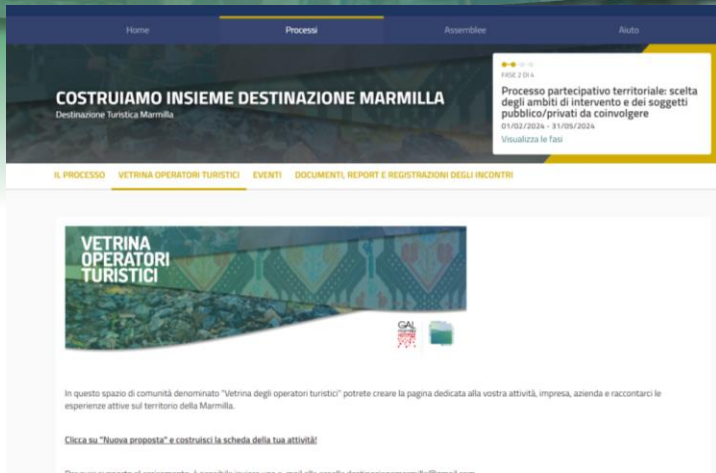 Home Processi Assemblee Aiuto
COSTRUIAMO INSIEME DESTINAZIONE MARMILLA
Destinazione Turistica Marmilla
FASE 2 DI 4
Processo partecipativo territoriale: scelta
degli ambiti di intervento e dei soggetti
pubblico/privati da coinvolgere
01/02/2024 - 31/05/2024
Visualizza le fasi
IL PROCESSO VETRINA OPERATORI TURISTICI EVENTI DOCUMENTI, REPORT E REGISTRAZIONI DEGLI INCONTRI
VETRINA
OPERATORI
TURISTICI
GAL
In questo spazio di comunità denominato "Vetrina degli operatori turistici" potrete creare la pagina dedicata alla vostra attività, impresa, azienda e raccontarci le
esperienze attive sul territorio della Marmilla.
Clicca su "Nuova proposta" e costruisci la scheda della tua attività!